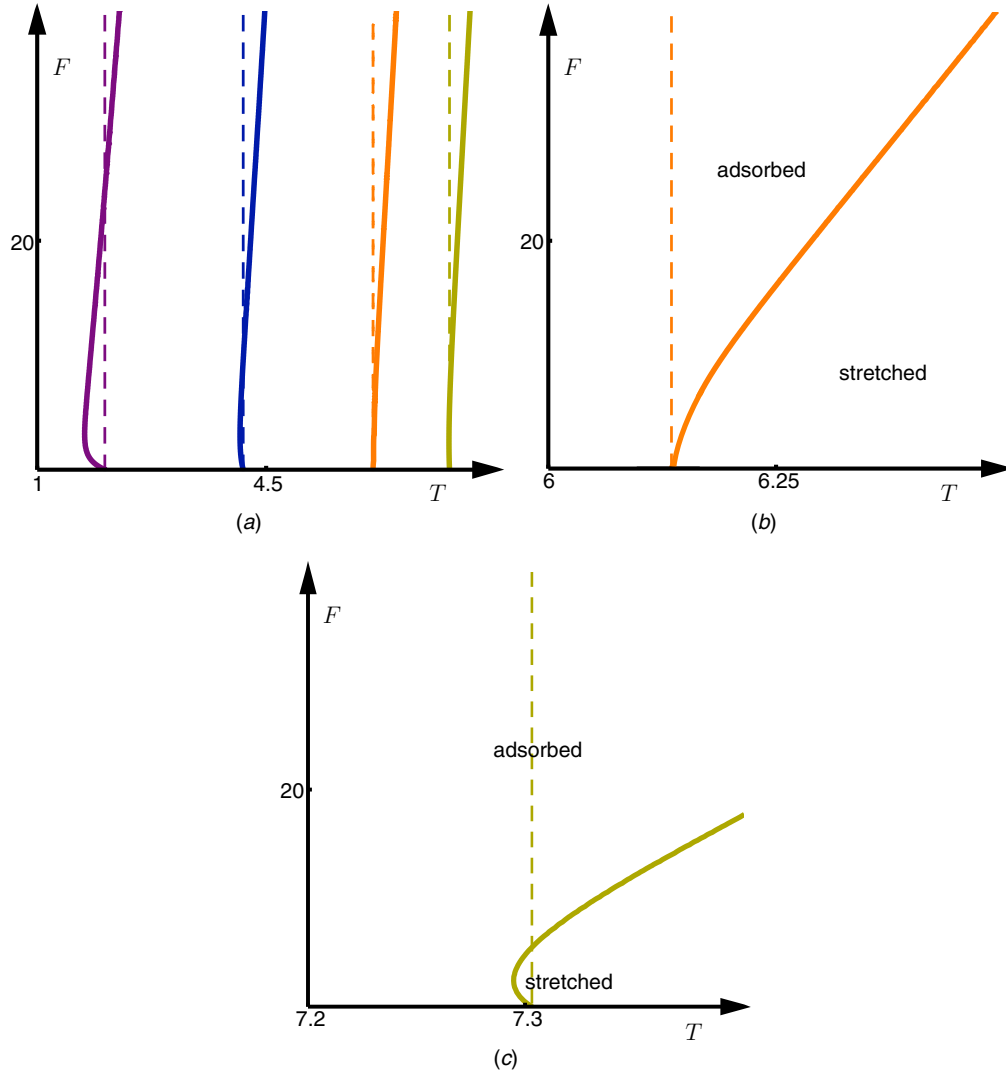 F
20
1
4.5
T
(a)
F
adsorbed
20
stretched
6
6.25
T
(b)
F
adsorbed
20
stretched
7.2
7.3
T
(c)